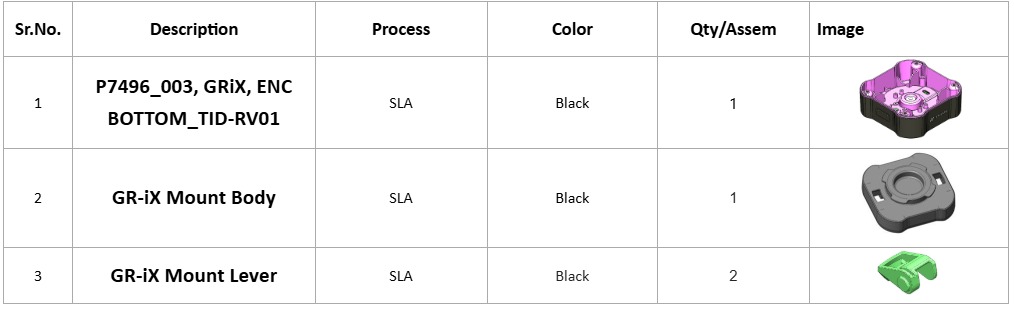 Sr.No. Description Process Color Qty/Assem Image
1 P7496_003, GRiX, ENC BOTTOM_TID-RV01 SLA Black 1
2 GR-iX Mount Body SLA Black 1
3 GR-iX Mount Lever SLA Black 2